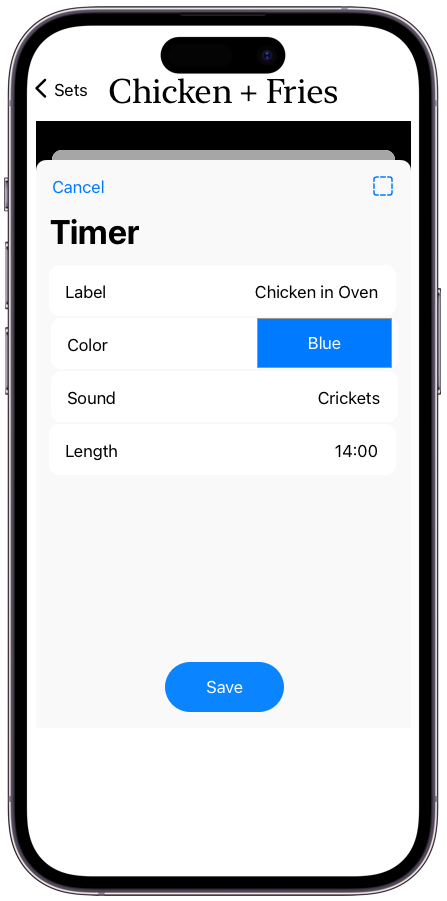 Sets Chicken + Fries
Cancel
Timer
Label Chicken in Oven
Color Blue
Sound Crickets
Length 14:00
Save